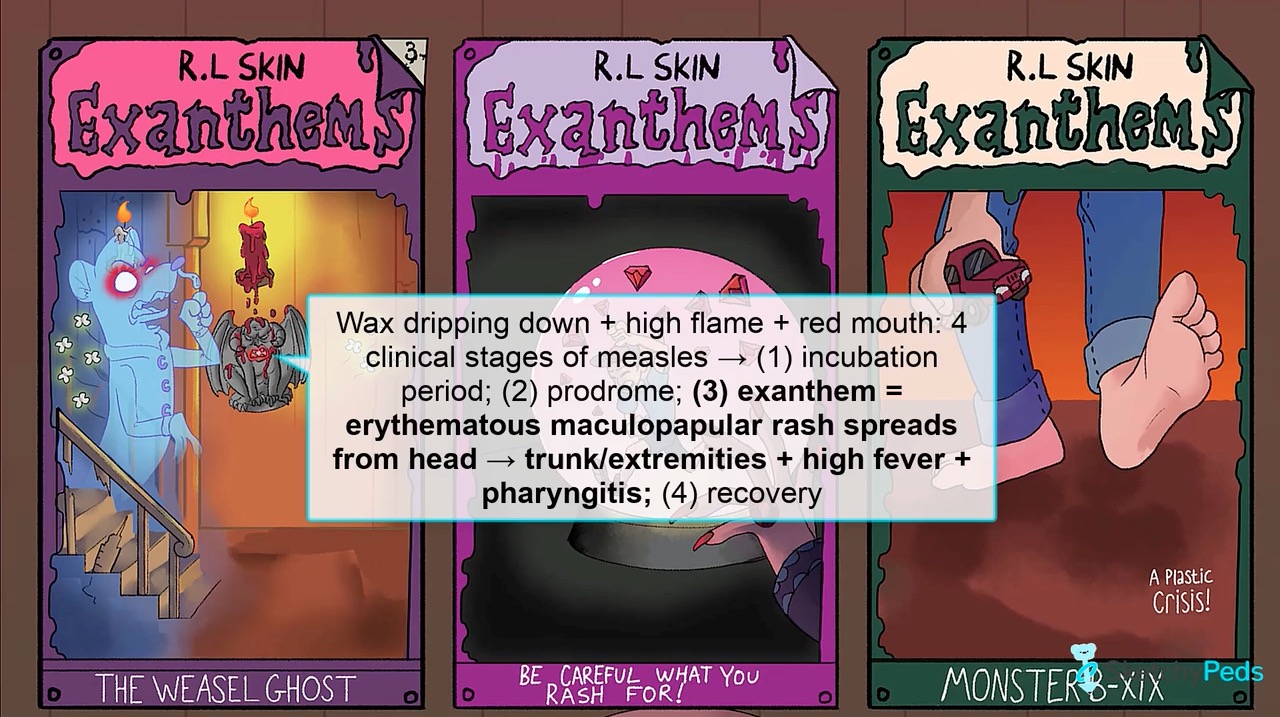 R.L SKIN
Exanthems
3
THE WEASEL GHOST
R.L SKIN
Exanthems
BE CAREFUL WHAT YOU
RASH FOR!
R.L SKIN
Exanthems
A PLASTIC
CRISIS!
MONSTER B-XIX
Wax dripping down + high flame + red mouth: 4
clinical stages of measles → (1) incubation
period; (2) prodrome; (3) exanthem =
erythematous maculopapular rash spreads
from head → trunk/extremities + high fever +
pharyngitis; (4) recovery
Peds